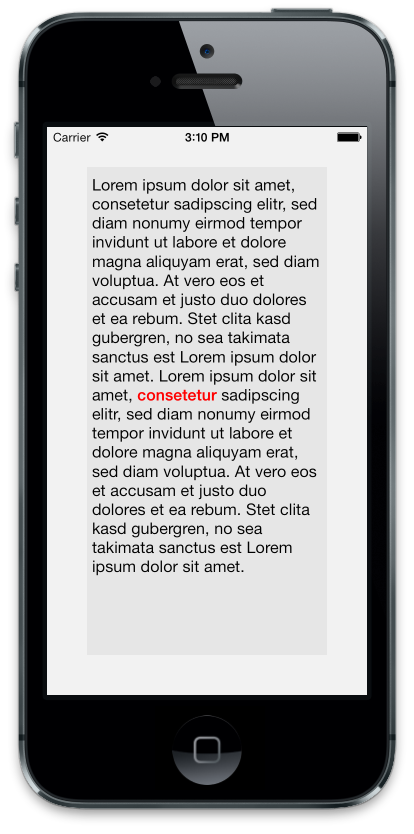 Carrier 3:10 PM
Lorem ipsum dolor sit amet,
consetetur sadipscing elitr, sed
diam nonumy eirmod tempor
invidunt ut labore et dolore
magna aliquyam erat, sed diam
voluptua. At vero eos et
accusam et justo duo dolores
et ea rebum. Stet clita kasd
gubergren, no sea takimata
sanctus est Lorem ipsum dolor
sit amet. Lorem ipsum dolor sit
amet, consetetur sadipscing
elitr, sed diam nonumy eirmod
tempor invidunt ut labore et
dolore magna aliquyam erat,
sed diam voluptua. At vero eos
et accusam et justo duo
dolores et ea rebum. Stet clita
kasd gubergren, no sea
takimata sanctus est Lorem
ipsum dolor sit amet.